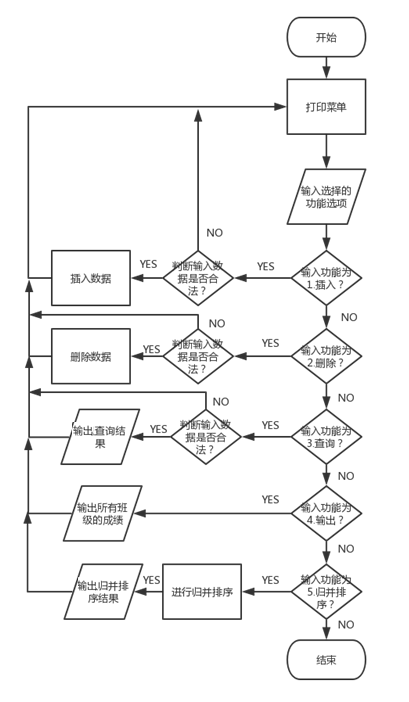 开始
打印菜单
输入选择的
功能选项
NO
插入数据
YES
判断输入数
据是否合
法？
YES
输入功能为
1.插入？
NO
NO
删除数据
YES
判断输入数
据是否合
法？
YES
输入功能为
2.删除？
NO
NO
输出查询结
果
YES
判断输入数
据是否合
法？
YES
输入功能为
3.查询？
NO
输出所有班
级的成绩
YES
输入功能为
4.输出？
NO
输出归并排
序结果
YES
进行归并排序
YES
输入功能为
5.归并排
序？
NO
结束